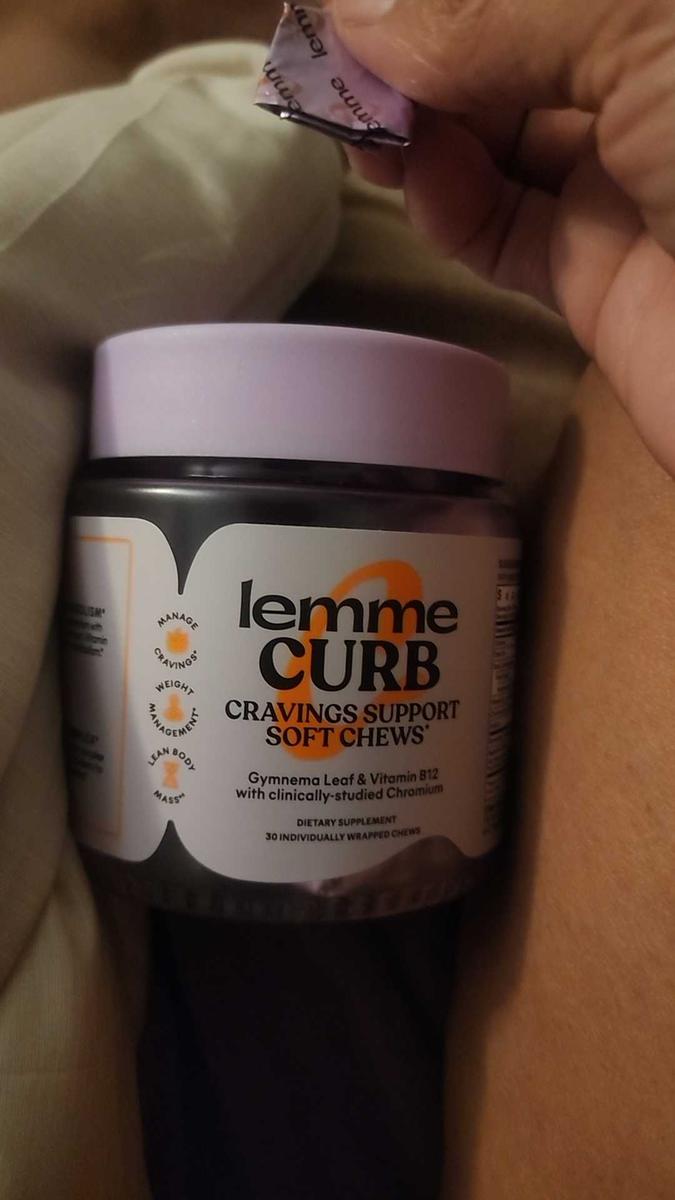 lemme
lemme
lemme
CURB
CRAVINGS SUPPORT
SOFT CHEWS*
Gymnema Leaf & Vitamin B12
with clinically-studied Chromium
DIETARY SUPPLEMENT
30 INDIVIDUALLY WRAPPED CHEWS
MANAGE
CRAVINGS*
WEIGHT
MANAGEMENT*
LEAN BODY
MASS**